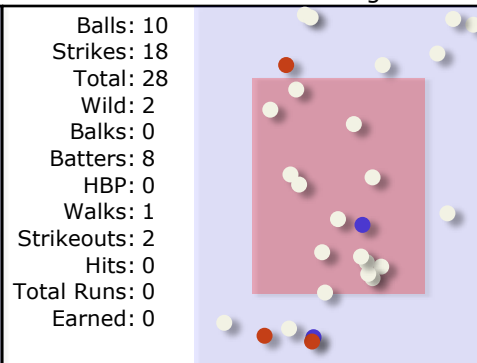 Balls: 10
Strikes: 18
Total: 28
Wild: 2
Balks: 0
Batters: 8
HBP: 0
Walks: 1
Strikeouts: 2
Hits: 0
Total Runs: 0
Earned: 0